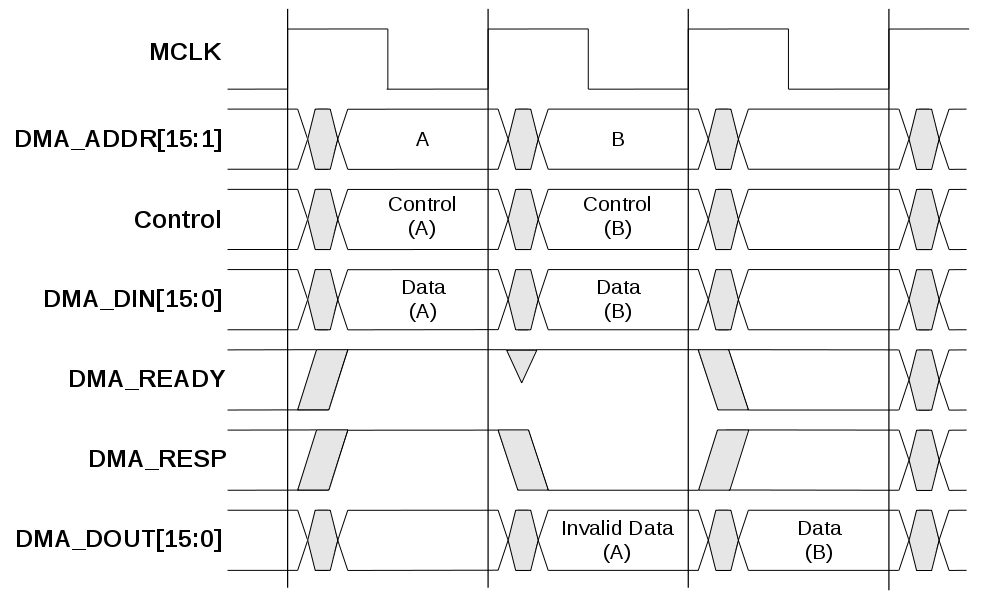 MCLK
DMA_ADDR[15:1]
A
B
Control
Control
(A)
Control
(B)
DMA_DIN[15:0]
Data
(A)
Data
(B)
DMA_READY
DMA_RESP
DMA_DOUT[15:0]
Invalid Data
(A)
Data
(B)